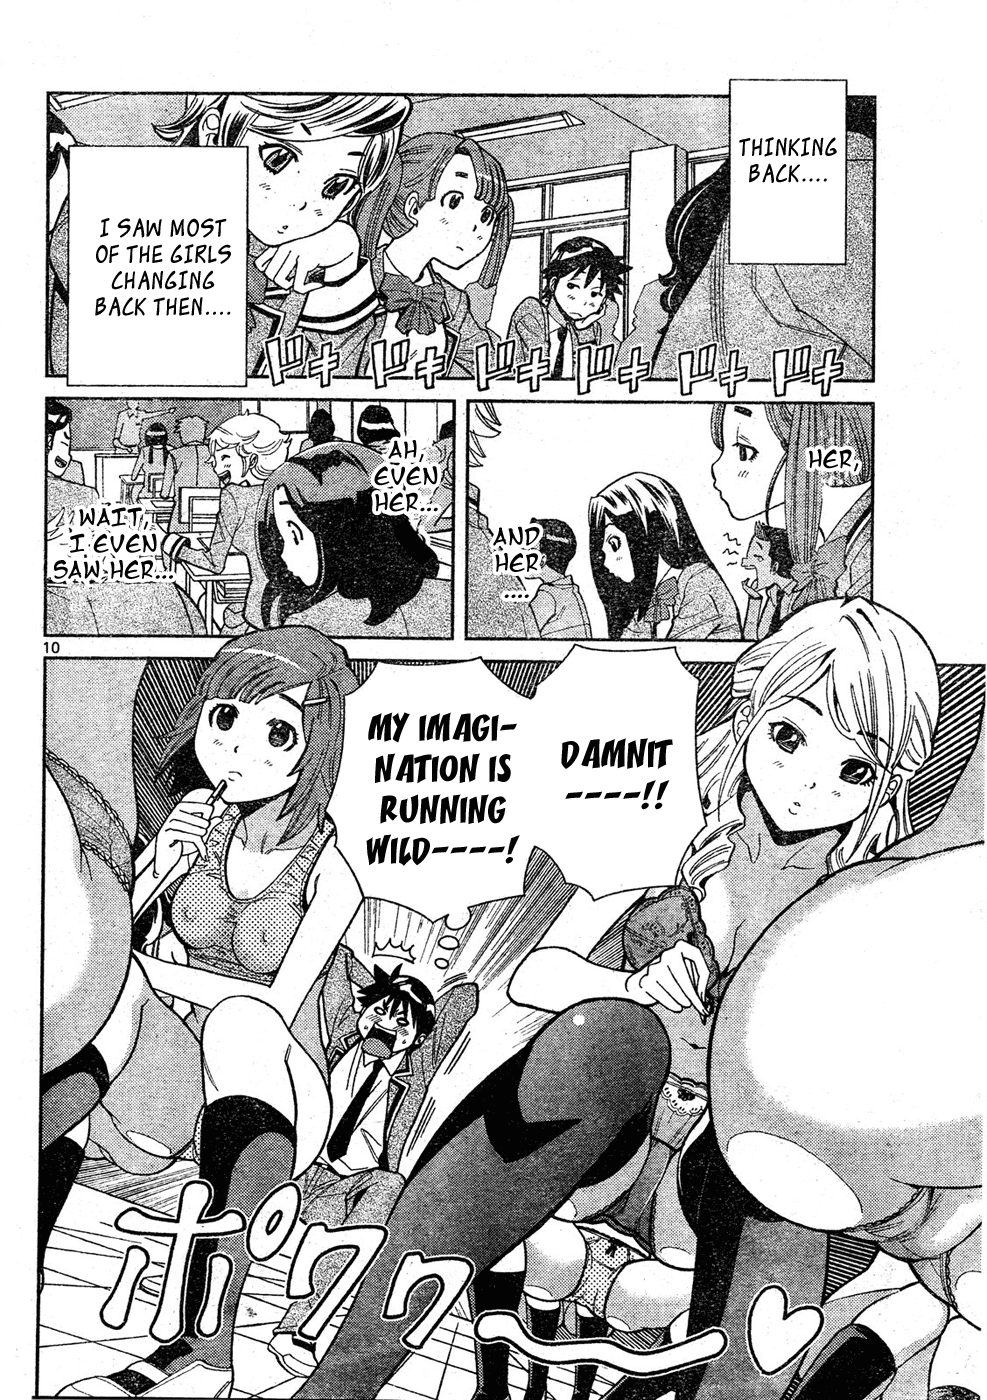 THINKING
BACK....
I SAW MOST
OF THE GIRLS
CHANGING
BACK THEN....
ドキ ドキ ドキ ドキ ドキ ドキ
HER,
AND
HER
....
AH,
EVEN
HER...
WAIT,
I EVEN
SAW HER...
10
DAMNIT
----!!
MY IMAGI-
NATION IS
RUNNING
WILD----!
ポワワ〜